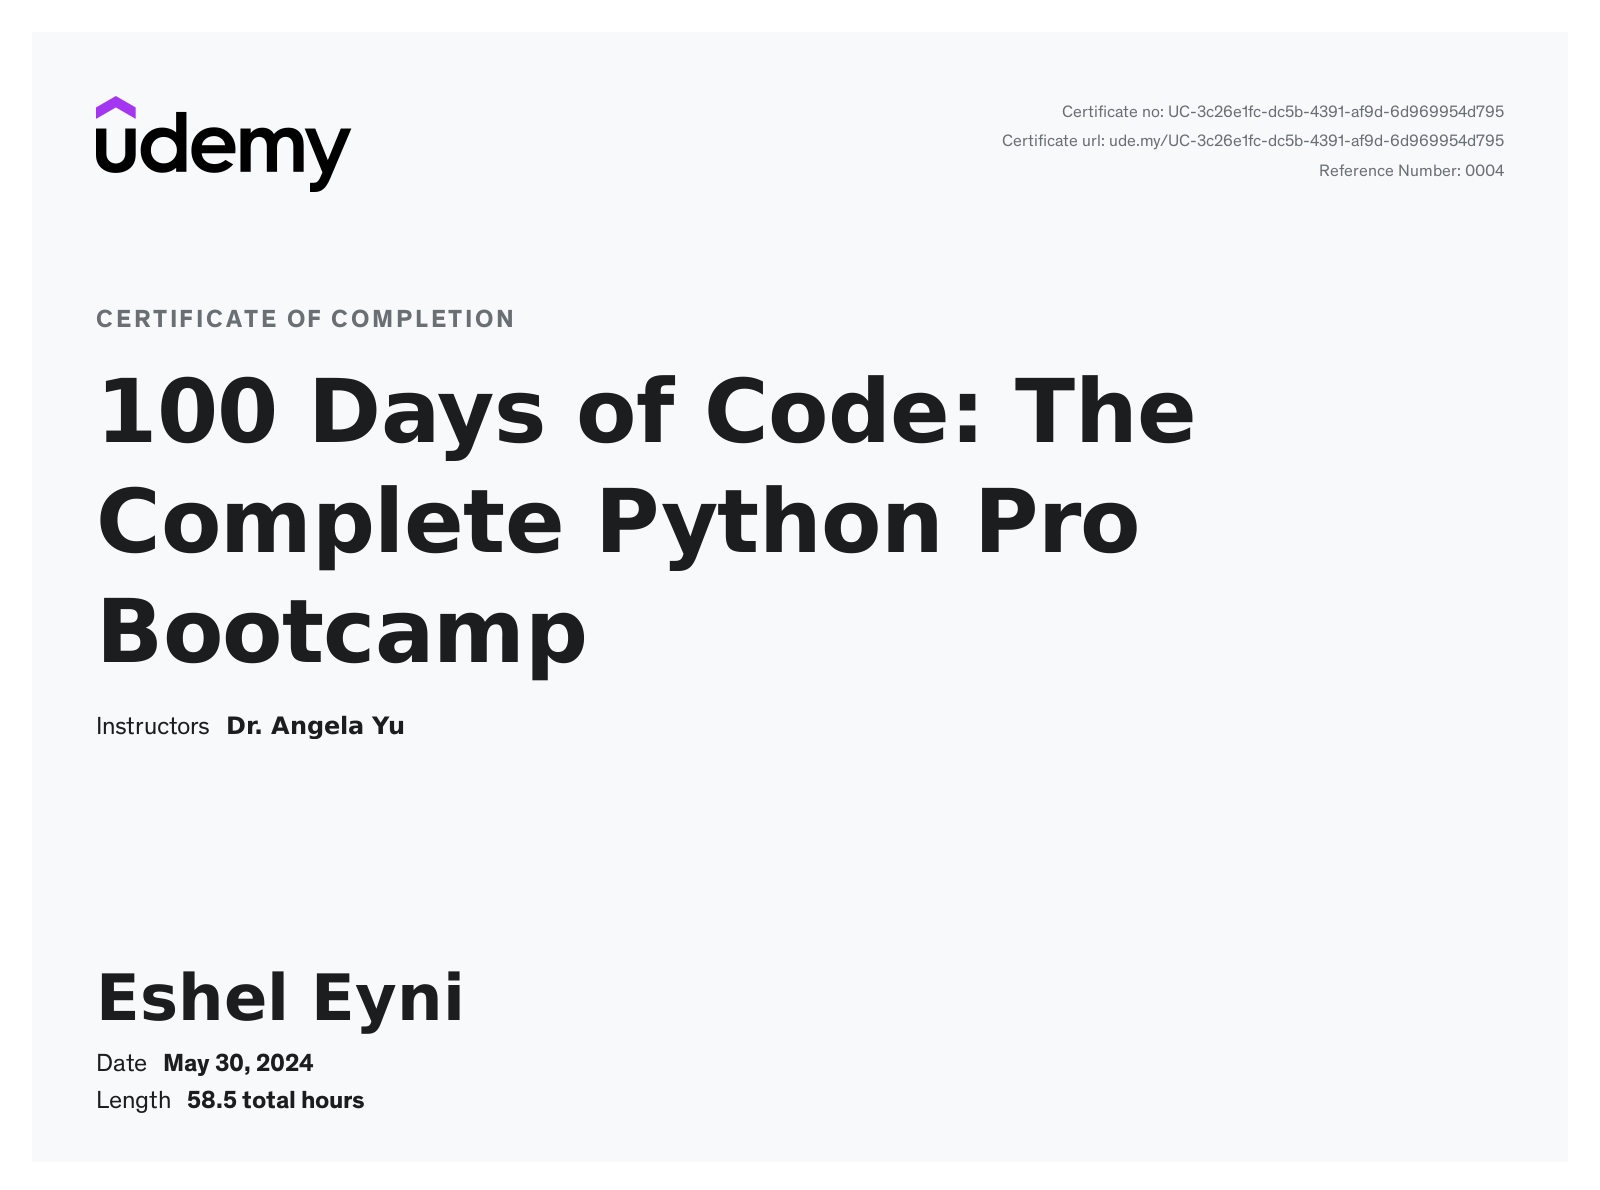 udemy
Certificate no: UC-3c26e1fc-dc5b-4391-af9d-6d969954d795
Certificate url: ude.my/UC-3c26e1fc-dc5b-4391-af9d-6d969954d795
Reference Number: 0004
CERTIFICATE OF COMPLETION
100 Days of Code: The
Complete Python Pro
Bootcamp
Instructors Dr. Angela Yu
Eshel Eyni
Date May 30, 2024
Length 58.5 total hours